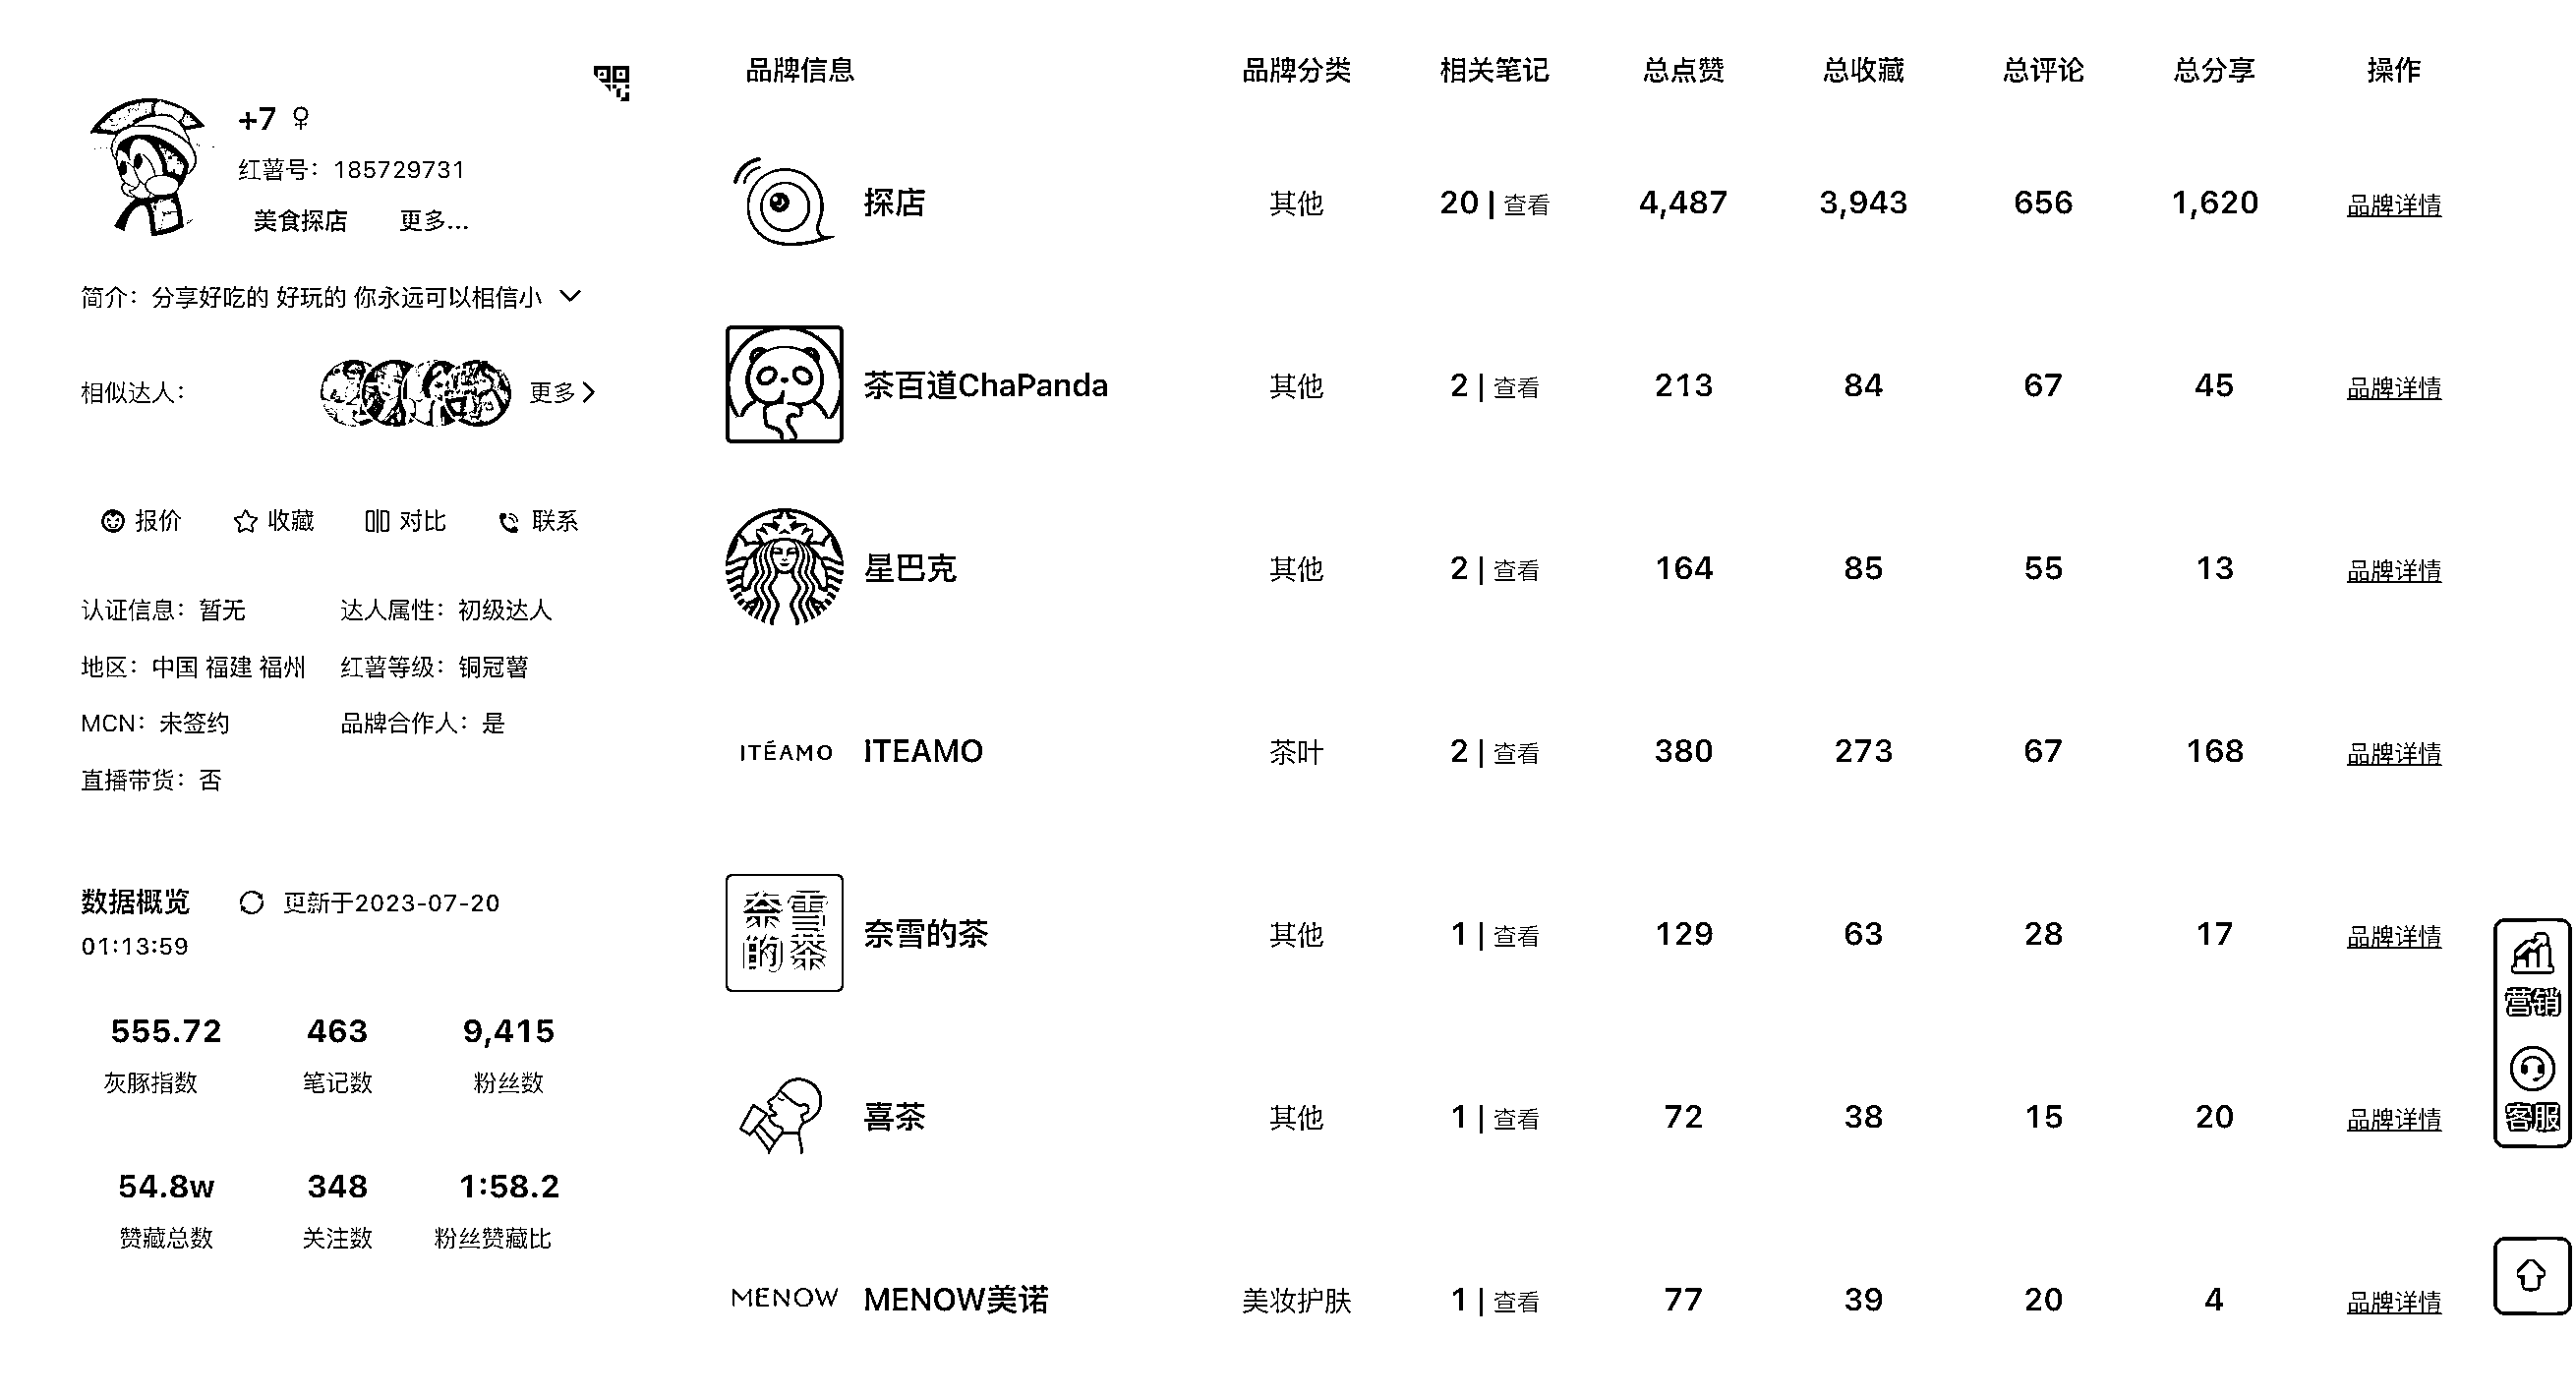 +7 ♀
红薯号：185729731
美食探店 更多...
简介：分享好吃的 好玩的 你永远可以相信小
相似达人： 更多
报价 收藏 对比 联系
认证信息：暂无 达人属性：初级达人
地区：中国 福建 福州 红薯等级：铜冠薯
MCN：未签约 品牌合作人：是
直播带货：否
数据概览 更新于2023-07-20
01:13:59
555.72 463 9,415
灰豚指数 笔记数 粉丝数
54.8w 348 1:58.2
赞藏总数 关注数 粉丝赞藏比
品牌信息 品牌分类 相关笔记 总点赞 总收藏 总评论 总分享 操作
探店 其他 20 | 查看 4,487 3,943 656 1,620 品牌详情
茶百道ChaPanda 其他 2 | 查看 213 84 67 45 品牌详情
星巴克 其他 2 | 查看 164 85 55 13 品牌详情
ITÉAMO ITEAMO 茶叶 2 | 查看 380 273 67 168 品牌详情
奈雪的茶 奈雪的茶 其他 1 | 查看 129 63 28 17 品牌详情
喜茶 其他 1 | 查看 72 38 15 20 品牌详情
MENOW MENOW美诺 美妆护肤 1 | 查看 77 39 20 4 品牌详情
营销
客服